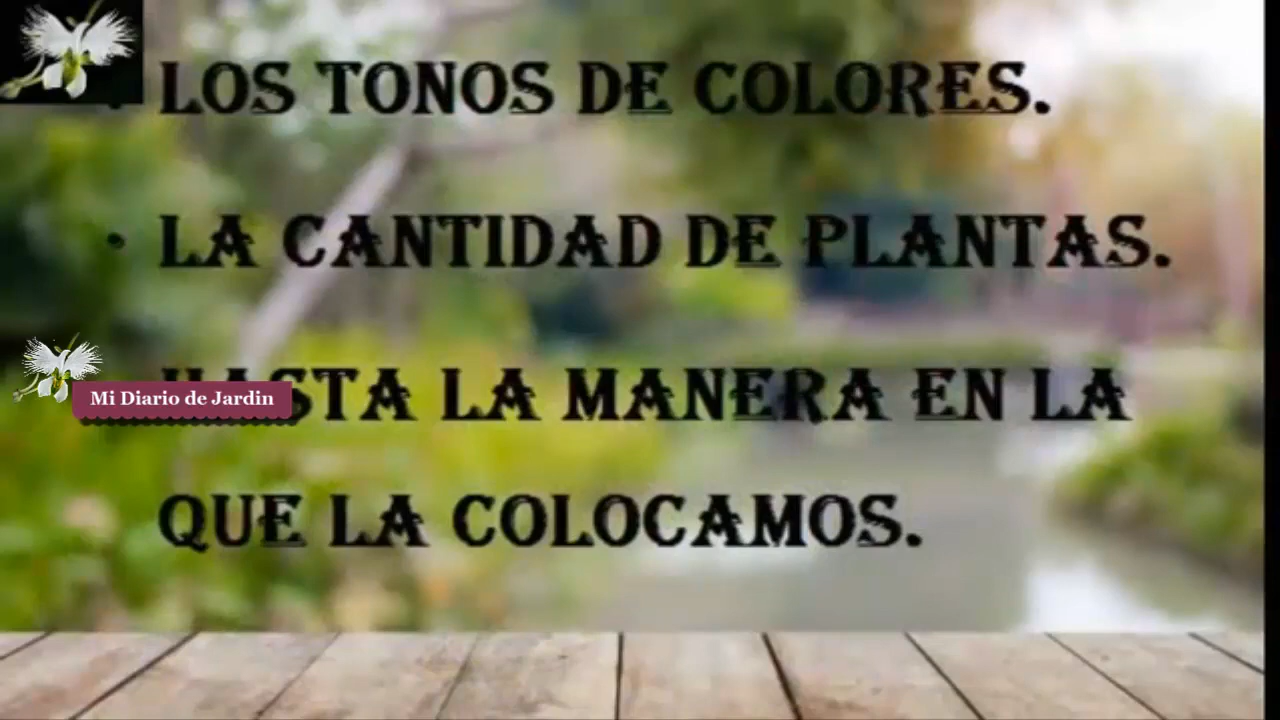 • LOS TONOS DE COLORES.
• LA CANTIDAD DE PLANTAS.
HASTA LA MANERA EN LA
Mi Diario de Jardin
QUE LA COLOCAMOS.